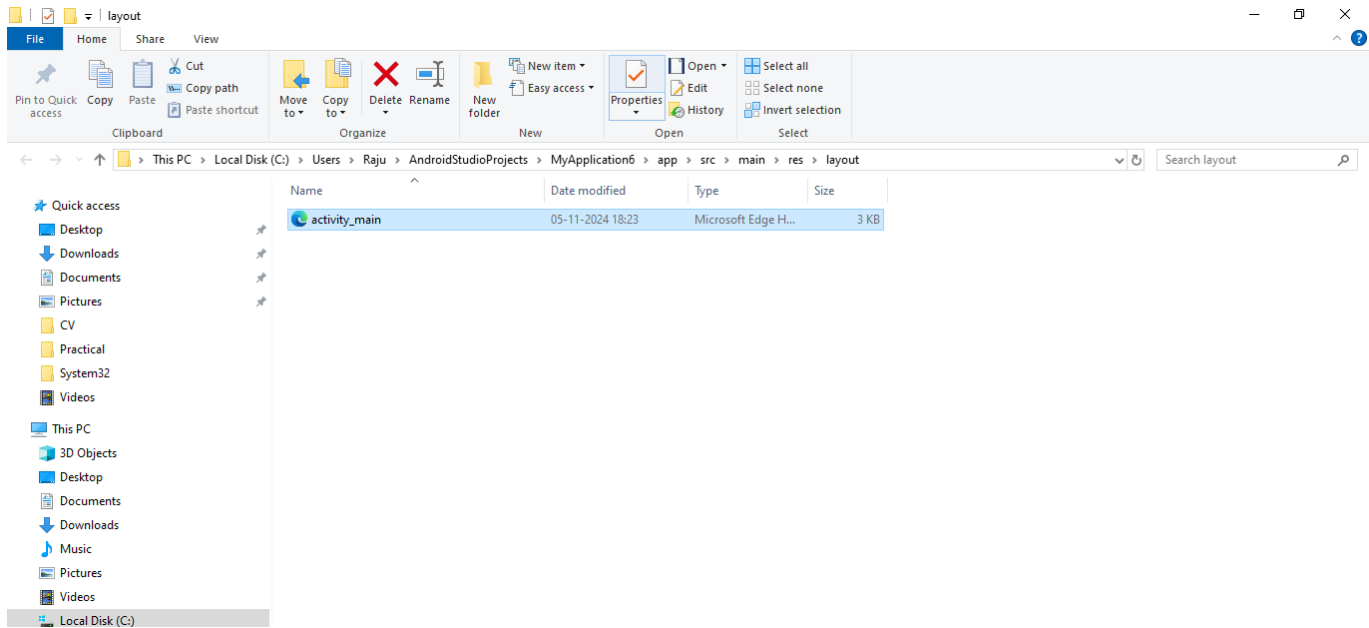 layout
File Home Share View
Pin to Quick access
Copy
Paste
Cut
Copy path
Paste shortcut
Clipboard
Move to
Copy to
Delete
Rename
Organize
New folder
New item
Easy access
New
Properties
Open
Edit
History
Open
Select all
Select none
Invert selection
Select
This PC > Local Disk (C:) > Users > Raju > AndroidStudioProjects > MyApplication6 > app > src > main > res > layout
Search layout
Name Date modified Type Size
activity_main 05-11-2024 18:23 Microsoft Edge H... 3 KB
Quick access
Desktop
Downloads
Documents
Pictures
CV
Practical
System32
Videos
This PC
3D Objects
Desktop
Documents
Downloads
Music
Pictures
Videos
Local Disk (C:)